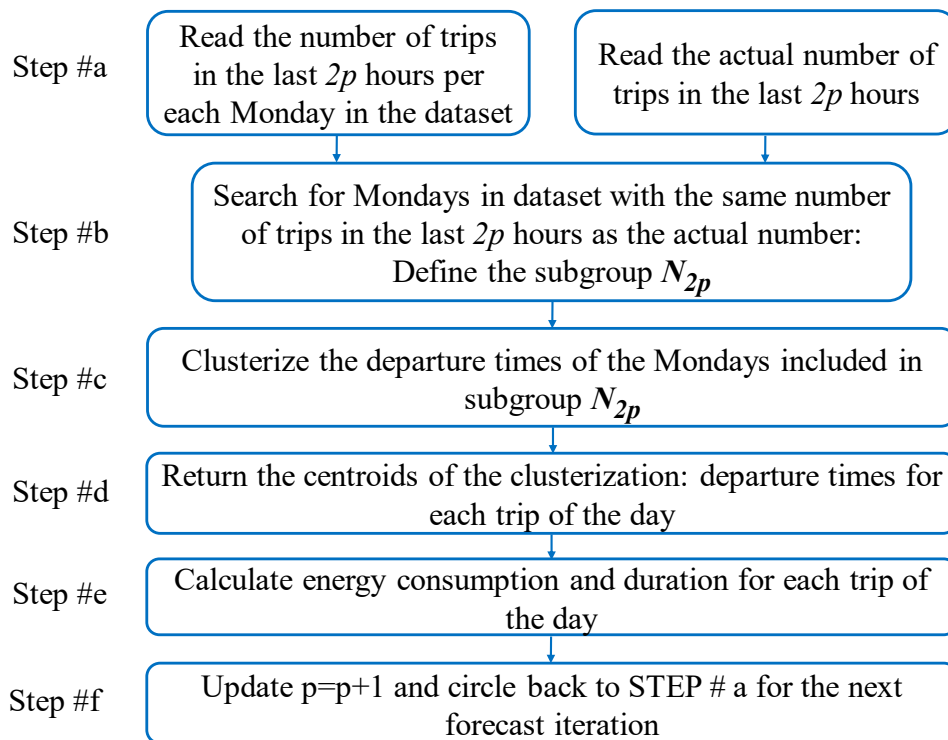 Step #a
Read the number of trips
in the last 2p hours per
each Monday in the dataset
Read the actual number of
trips in the last 2p hours
Step #b
Search for Mondays in dataset with the same number
of trips in the last 2p hours as the actual number:
Define the subgroup N2p
Step #c
Clusterize the departure times of the Mondays included in
subgroup N2p
Step #d
Return the centroids of the clusterization: departure times for
each trip of the day
Step #e
Calculate energy consumption and duration for each trip of
the day
Step #f
Update p=p+1 and circle back to STEP # a for the next
forecast iteration